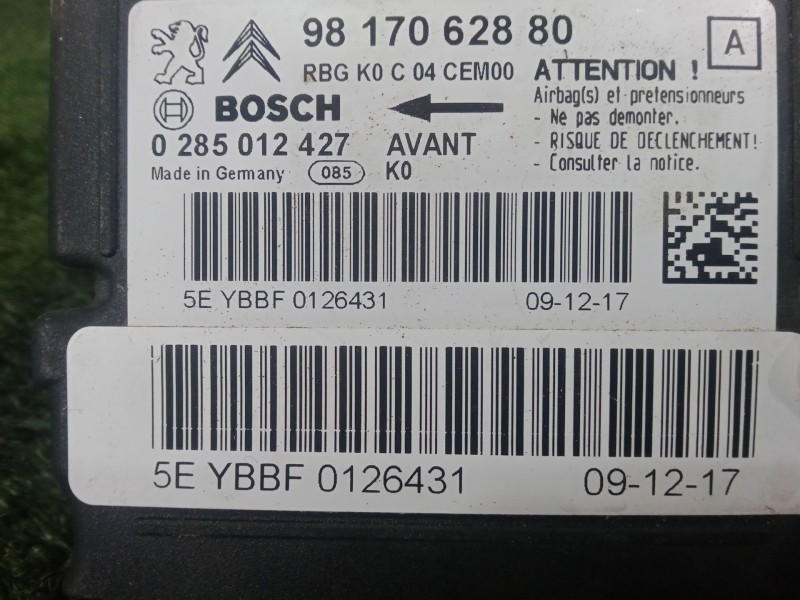 98 170 628 80
A
RBG K0 C 04 CEM00
ATTENTION !
BOSCH
Airbag(s) et pretensionneurs
- Ne pas demonter.
0 285 012 427 AVANT
- RISQUE DE DECLENCHEMENT!
Made in Germany 085 K0
- Consulter la notice.
5E YBBF 0126431 09-12-17
5E YBBF 0126431 09-12-17